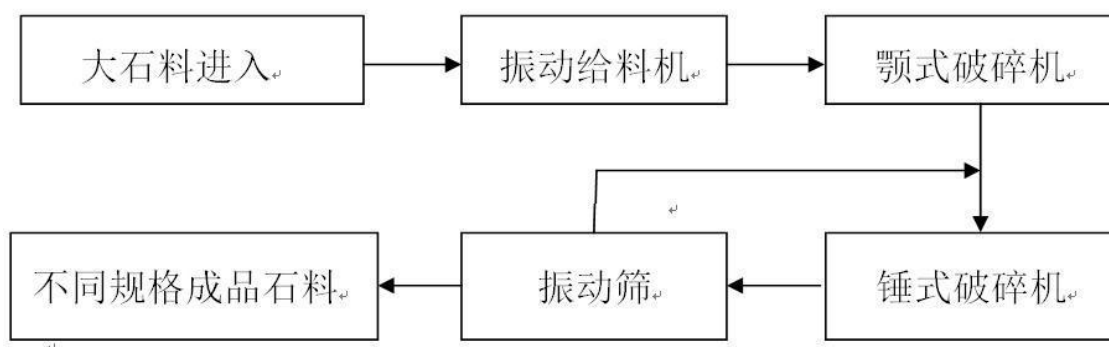 大石料进入
振动给料机
颚式破碎机
不同规格成品石料
振动筛
锤式破碎机